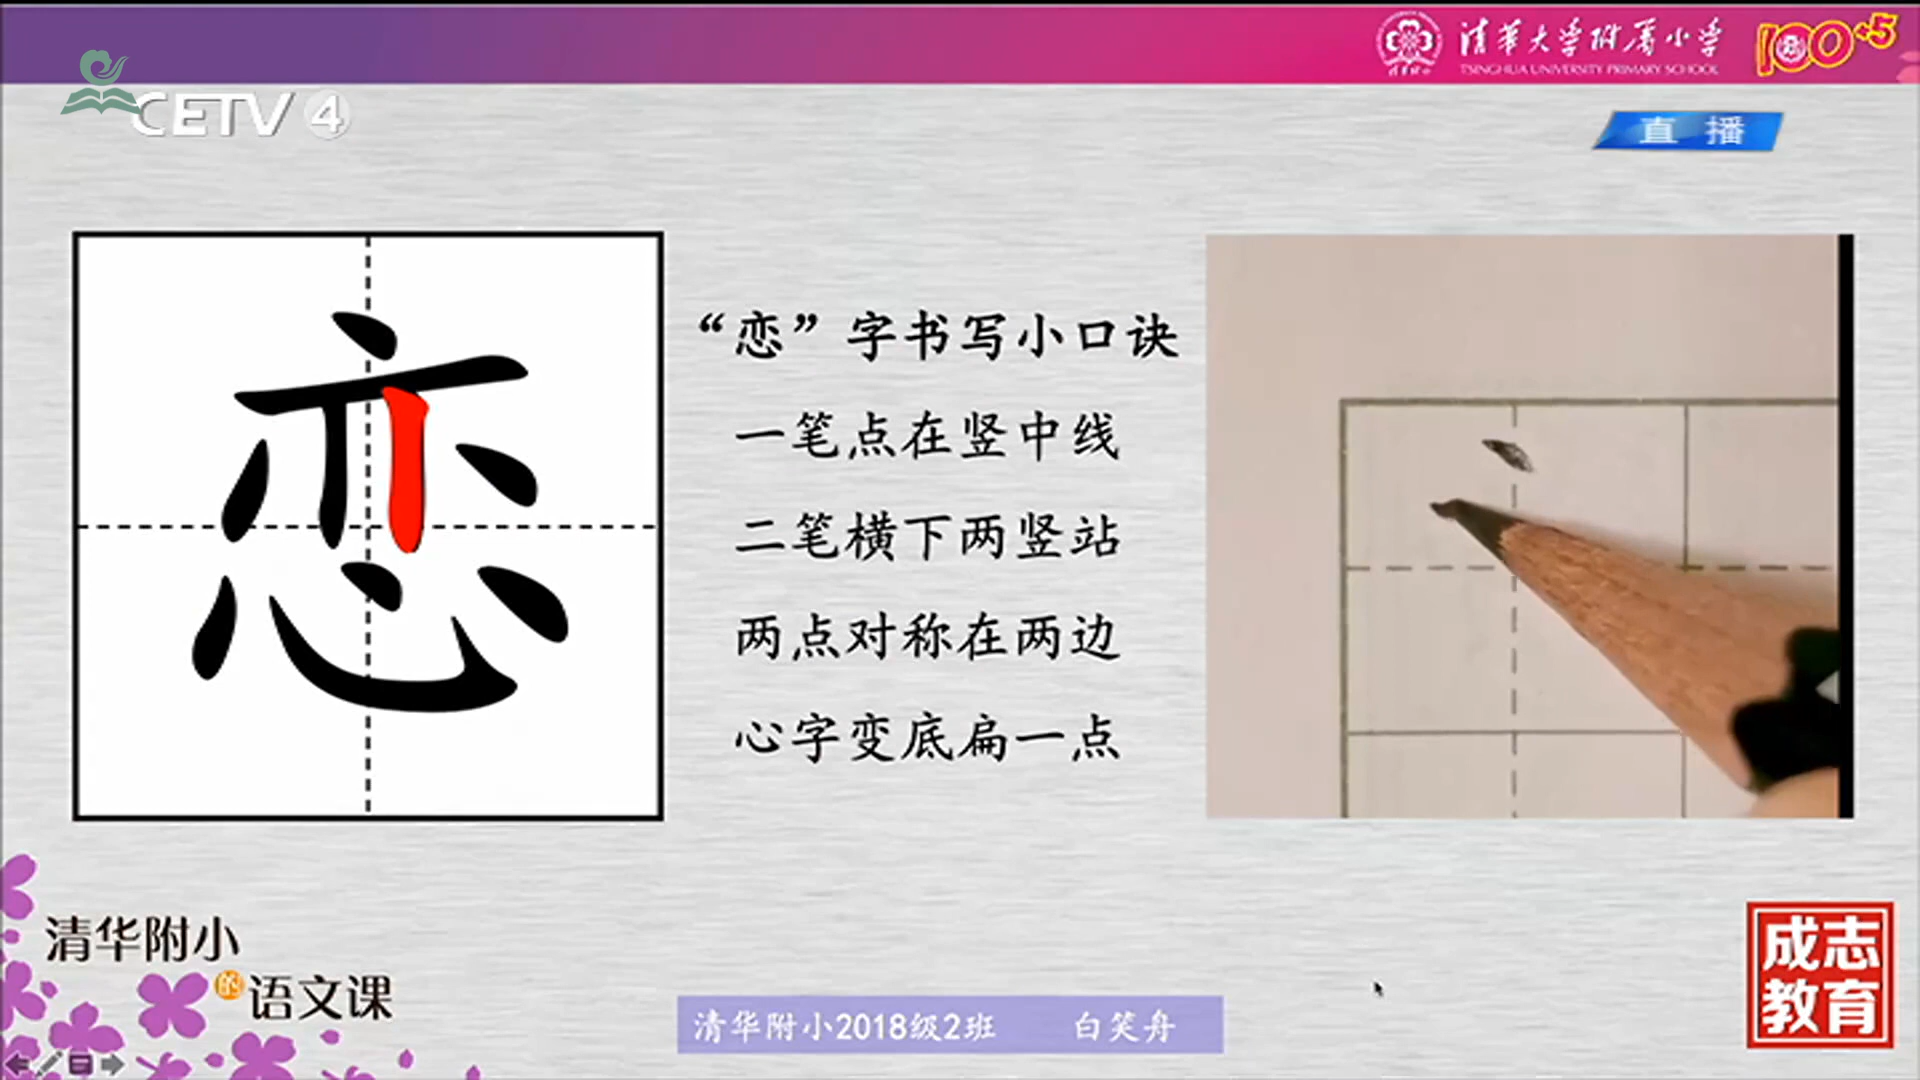 清华大学附属小学
TSINGHUA UNIVERSITY PRIMARY SCHOOL
100+5
CETV 4
直播
恋
“恋”字书写小口诀
一笔点在竖中线
二笔横下两竖站
两点对称在两边
心字变底扁一点
清华附小
的语文课
清华附小2018级2班 白笑舟
成志
教育